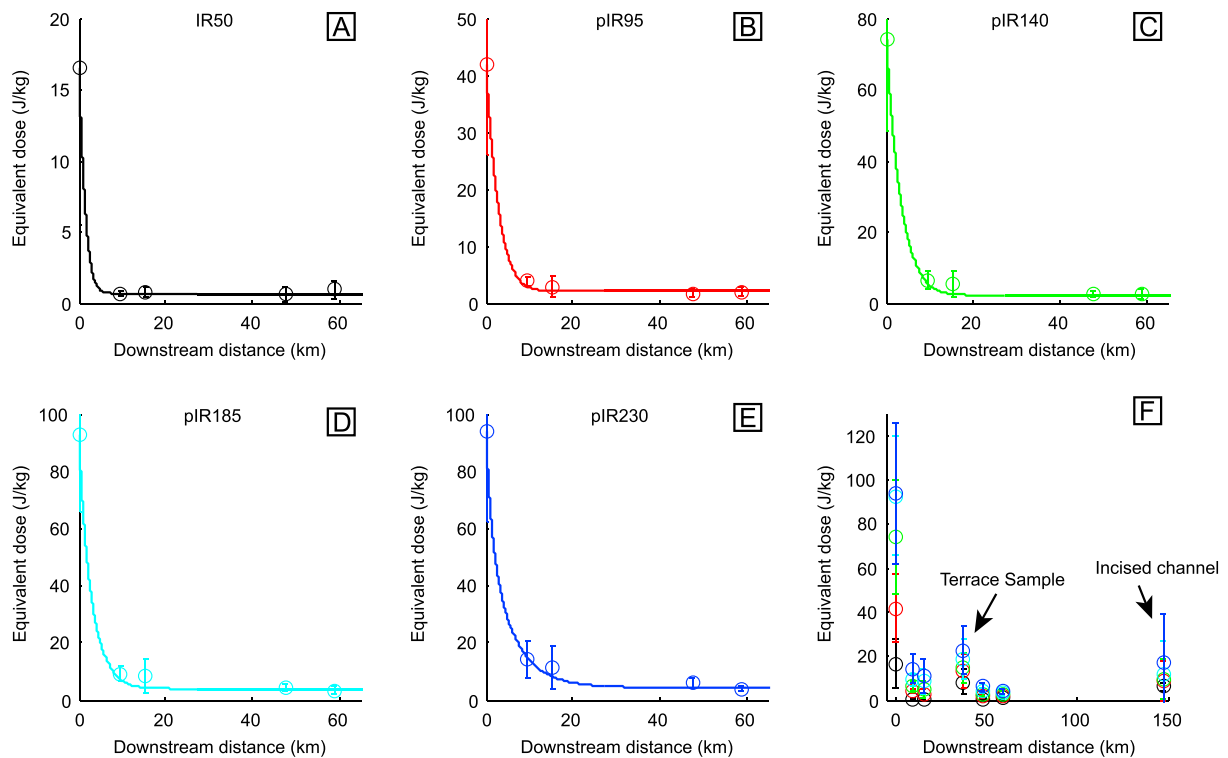 IR50
A
Equivalent dose (J/kg)
20
15
10
5
0
0
20
40
60
Downstream distance (km)
pIR95
B
Equivalent dose (J/kg)
50
40
30
20
10
0
0
20
40
60
Downstream distance (km)
pIR140
C
Equivalent dose (J/kg)
80
60
40
20
0
0
20
40
60
Downstream distance (km)
pIR185
D
Equivalent dose (J/kg)
100
80
60
40
20
0
0
20
40
60
Downstream distance (km)
pIR230
E
Equivalent dose (J/kg)
100
80
60
40
20
0
0
20
40
60
Downstream distance (km)
F
Equivalent dose (J/kg)
120
100
80
60
40
20
0
Terrace Sample
Incised channel
0
50
100
150
Downstream distance (km)